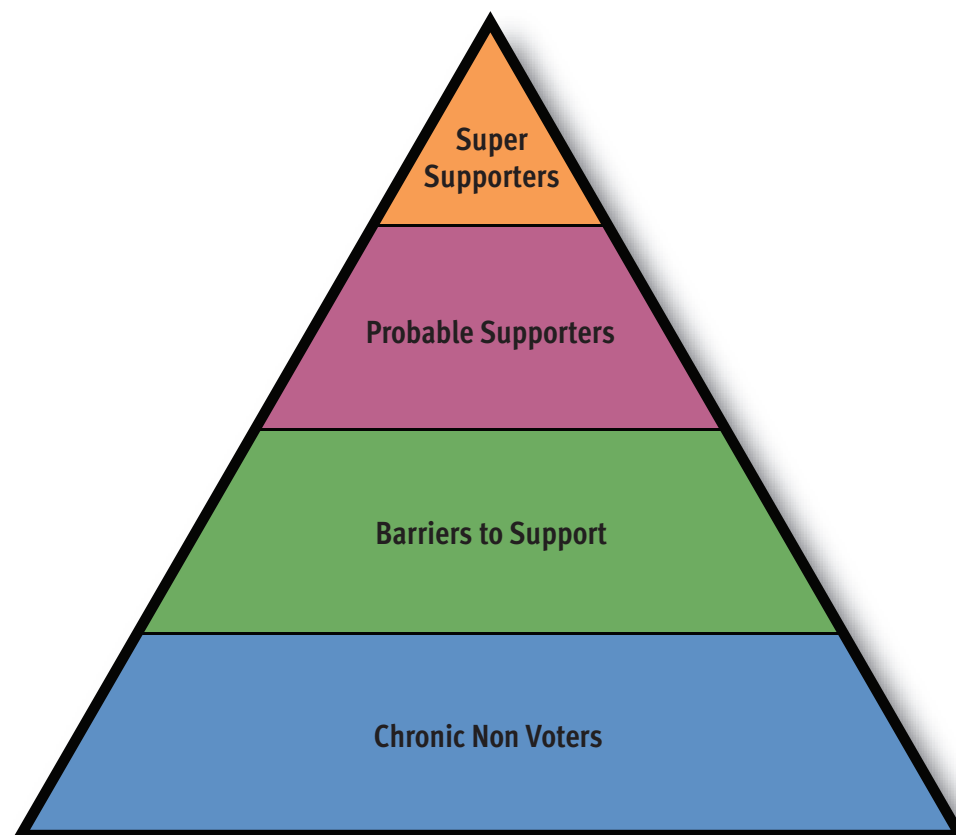 Super
Supporters
Probable Supporters
Barriers to Support
Chronic Non Voters